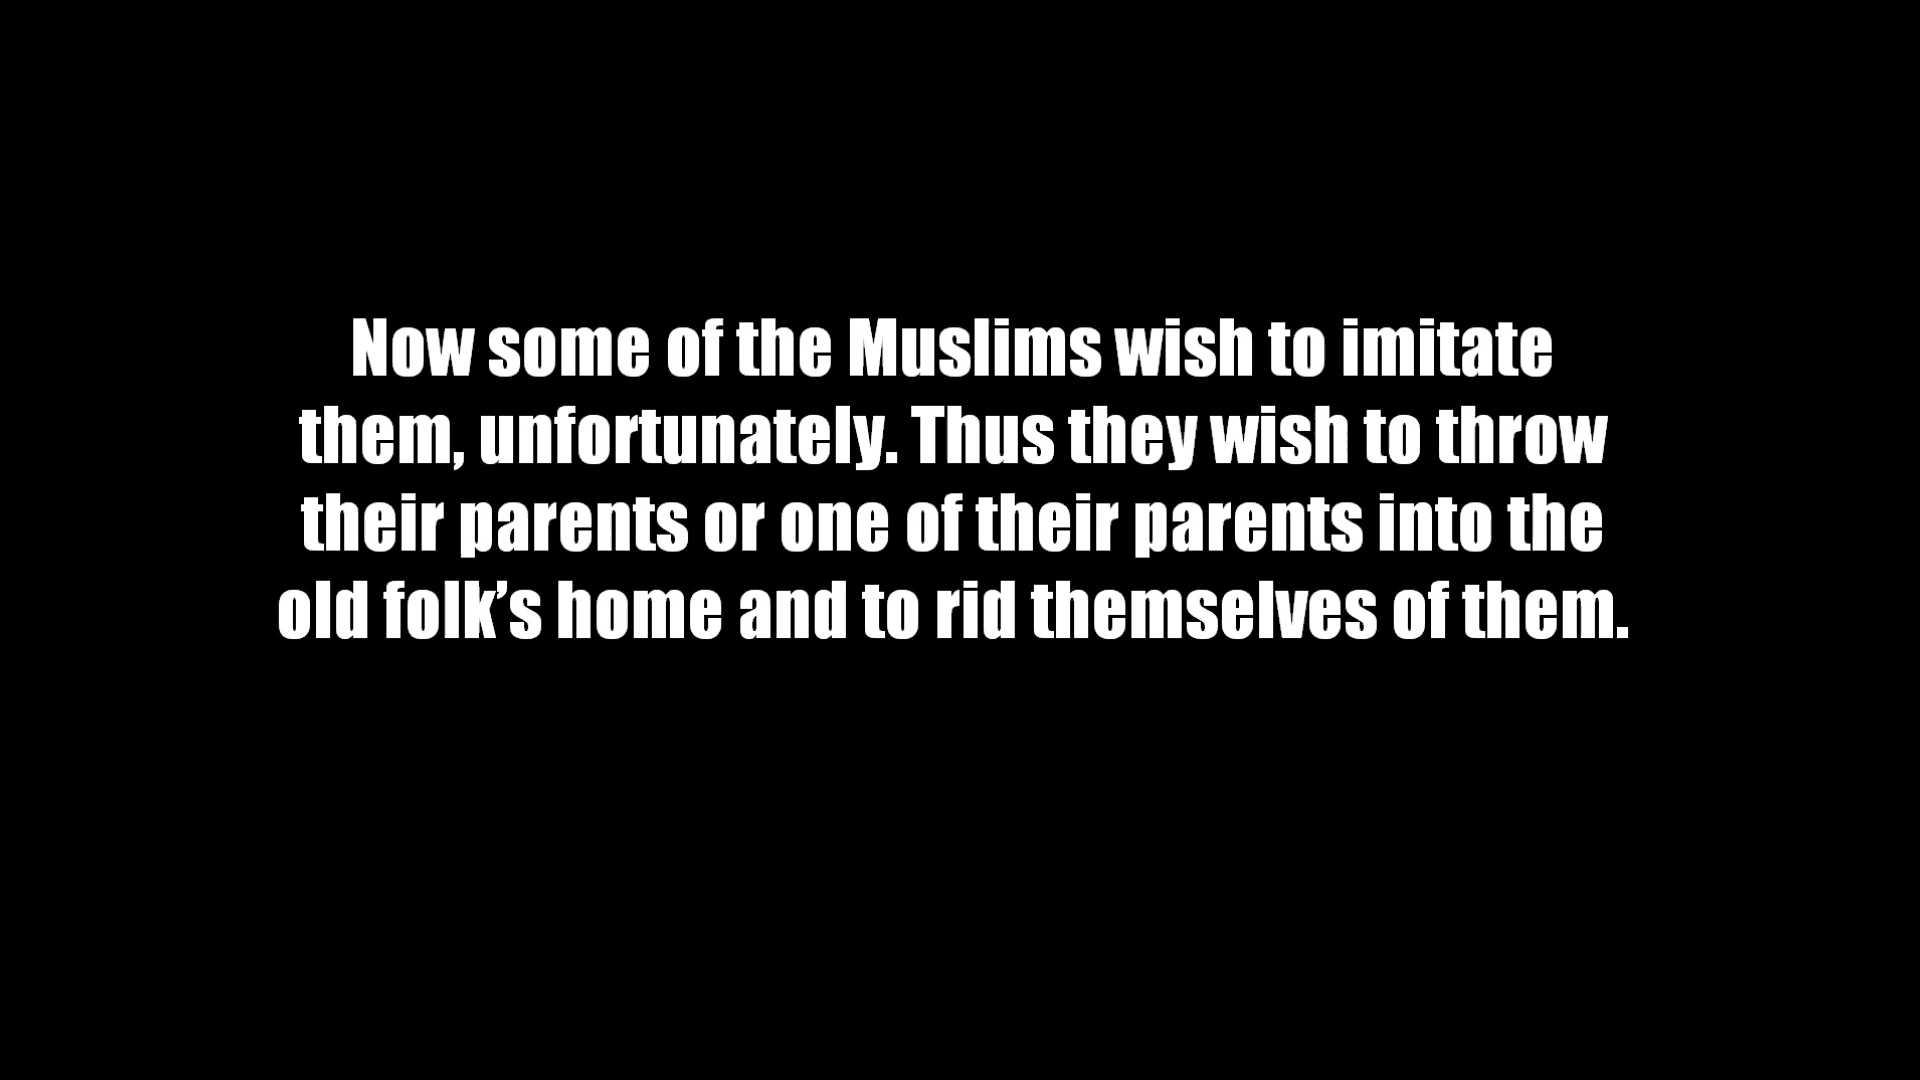 Now some of the Muslims wish to imitate
them, unfortunately. Thus they wish to throw
their parents or one of their parents into the
old folk’s home and to rid themselves of them.